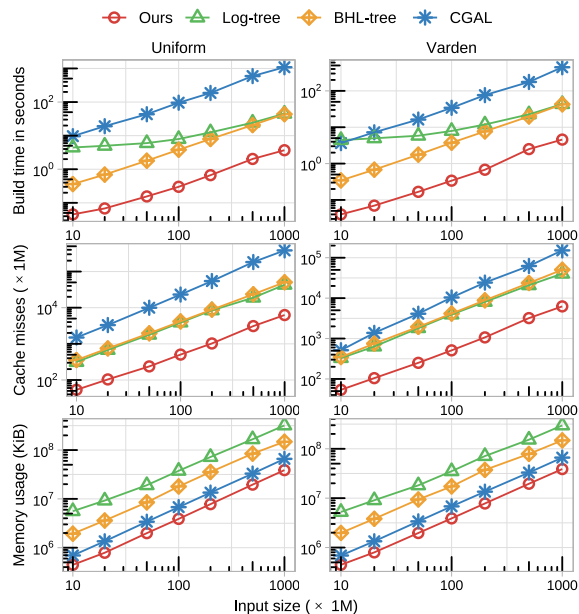 Ours Log-tree BHL-tree CGAL
Uniform Varden
Build time in seconds
10^2
10^0
10 100 1000
10^2
10^0
10 100 1000
Cache misses (× 1M)
10^4
10^2
10 100 1000
10^5
10^4
10^3
10^2
10 100 1000
Memory usage (KiB)
10^8
10^7
10^6
10 100 1000
10^8
10^7
10^6
10 100 1000
Input size (× 1M)